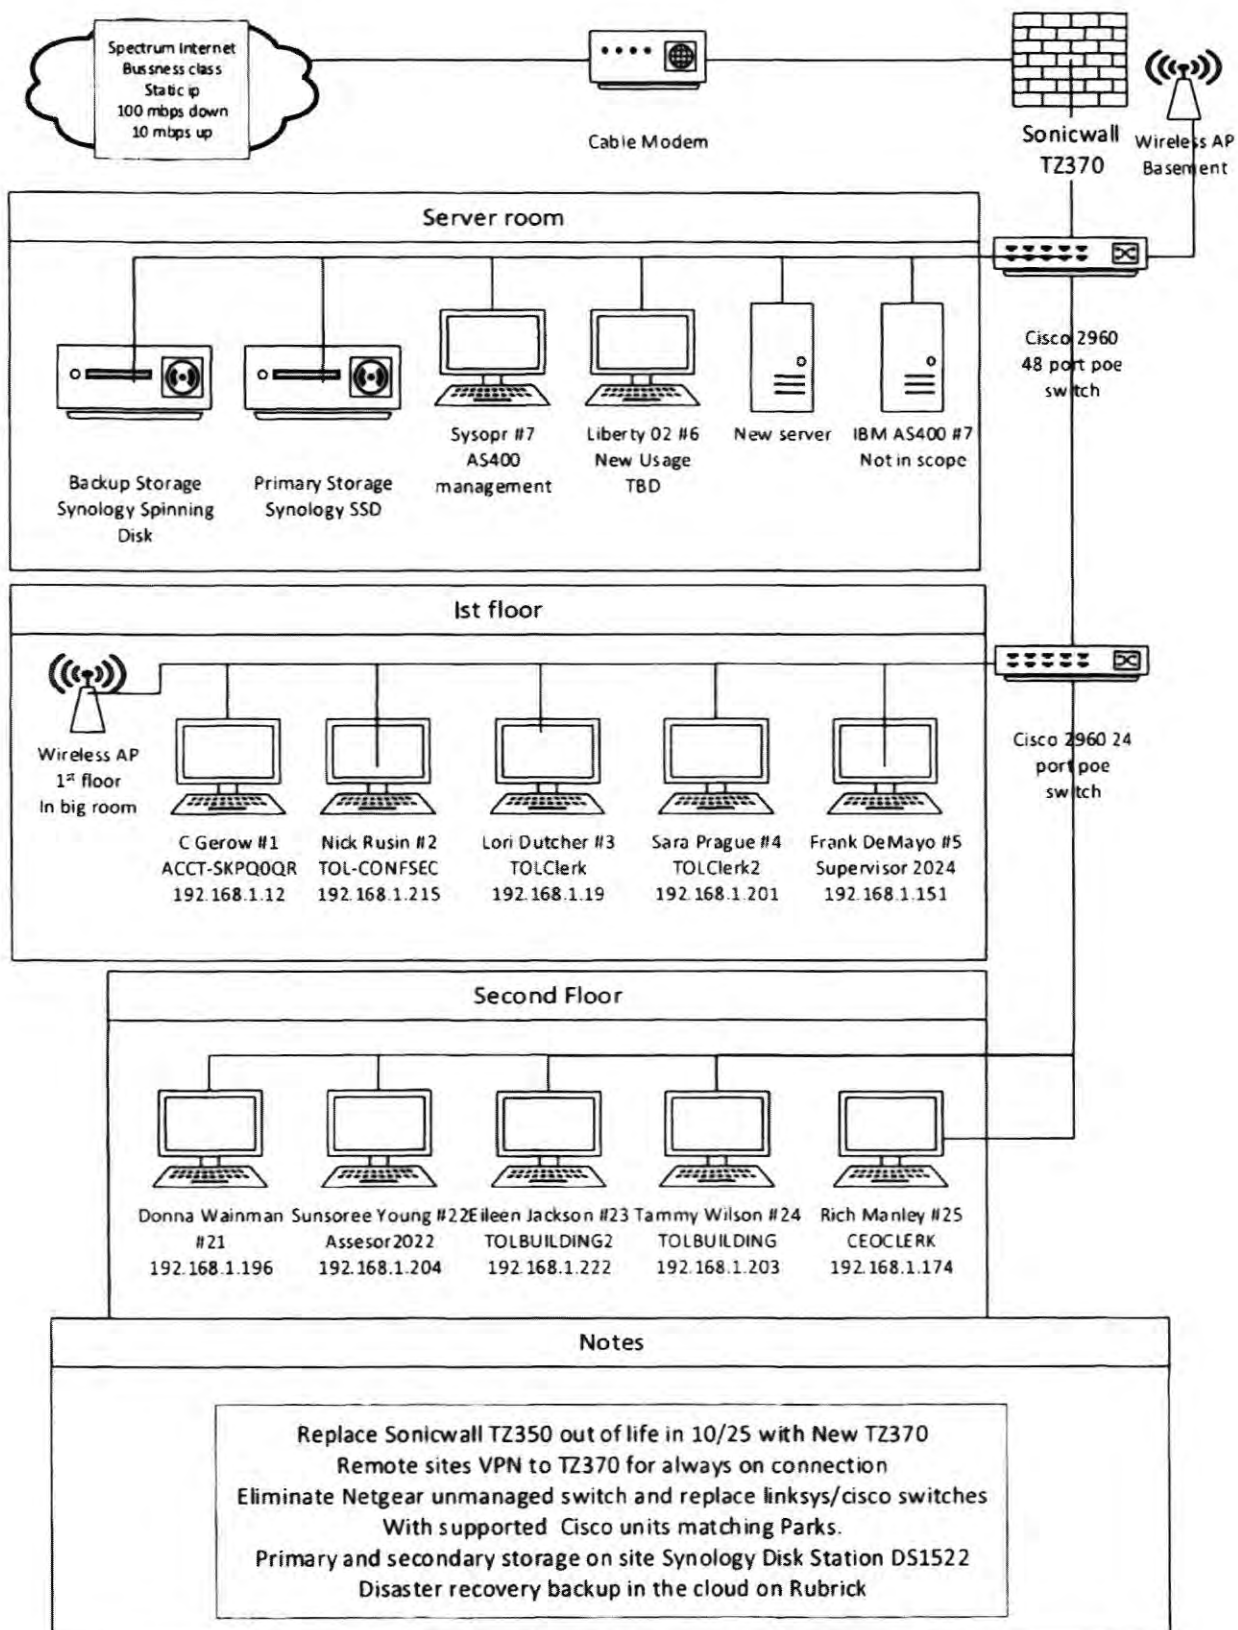 Spectrum Internet
Bussness class
Static ip
100 mbps down
10 mbps up
Cable Modem
Sonicwall
TZ370
Wireless AP
Basement
Server room
Cisco 2960
48 port poe
switch
Backup Storage
Synology Spinning
Disk
Primary Storage
Synology SSD
Sysopr #7
AS400
management
Liberty 02 #6
New Usage
TBD
New server
IBM AS400 #7
Not in scope
Ist floor
Wireless AP
1st floor
In big room
C Gerow #1
ACCT-SKPQ0QR
192.168.1.12
Nick Rusin #2
TOL-CONFSEC
192.168.1.215
Lori Dutcher #3
TOLClerk
192.168.1.19
Sara Prague #4
TOLClerk2
192.168.1.201
Frank DeMayo #5
Supervisor 2024
192.168.1.151
Cisco 2960 24
port poe
switch
Second Floor
Donna Wainman
#21
192.168.1.196
Sunsoree Young #22
Assesor2022
192.168.1.204
Eileen Jackson #23
TOLBUILDING2
192.168.1.222
Tammy Wilson #24
TOLBUILDING
192.168.1.203
Rich Manley #25
CEOCLERK
192.168.1.174
Notes
Replace Sonicwall TZ350 out of life in 10/25 with New TZ370
Remote sites VPN to TZ370 for always on connection
Eliminate Netgear unmanaged switch and replace linksys/cisco switches
With supported Cisco units matching Parks.
Primary and secondary storage on site Synology Disk Station DS1522
Disaster recovery backup in the cloud on Rubrick